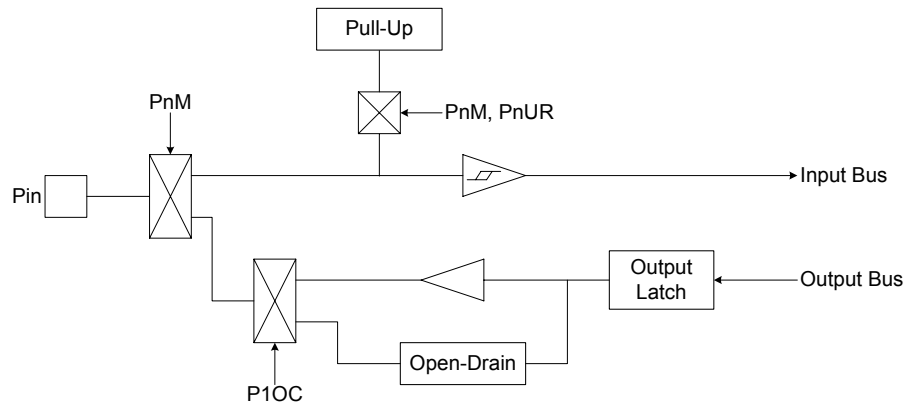 Pull-Up
PnM
PnM, PnUR
Pin
Input Bus
Output
Latch
Output Bus
Open-Drain
P1OC